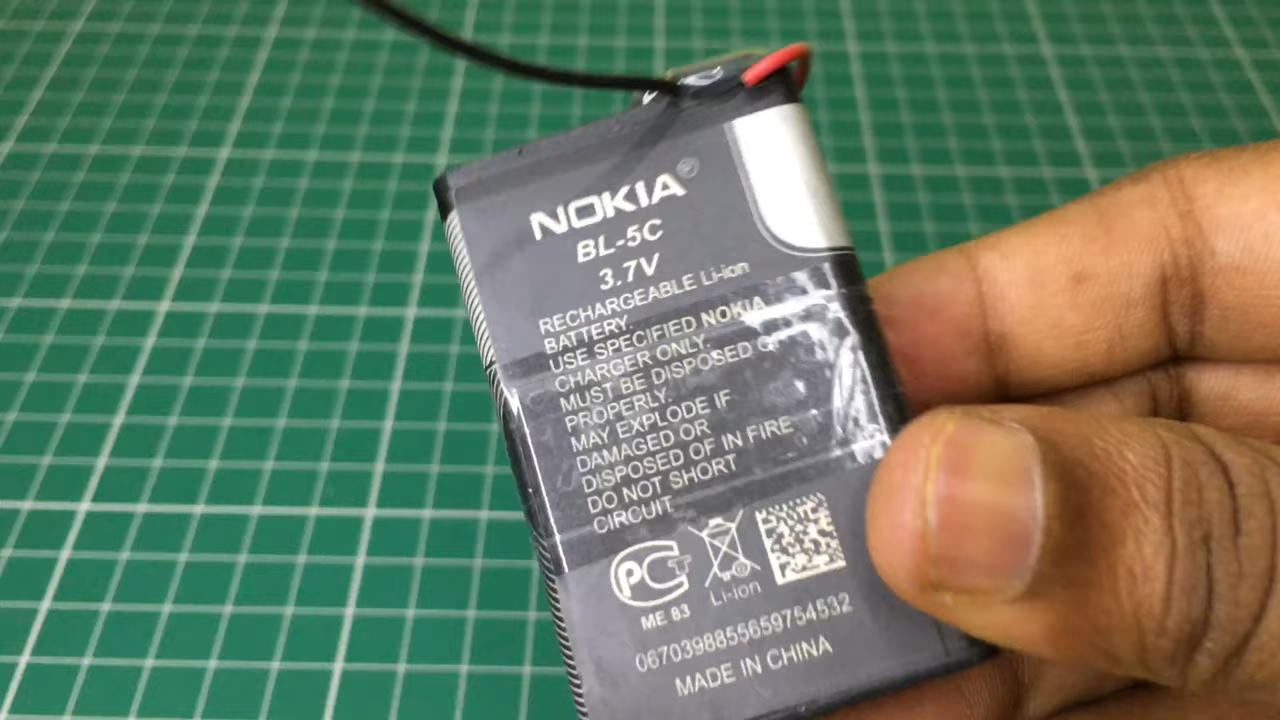 NOKIA
BL-5C
3.7V
RECHARGEABLE Li-ion
BATTERY.
USE SPECIFIED NOKIA
CHARGER ONLY.
MUST BE DISPOSED OF
PROPERLY.
MAY EXPLODE IF
DAMAGED OR
DISPOSED OF IN FIRE
DO NOT SHORT
CIRCUIT
РСТ
Li-ion
ME 83
0670398855659754532
MADE IN CHINA